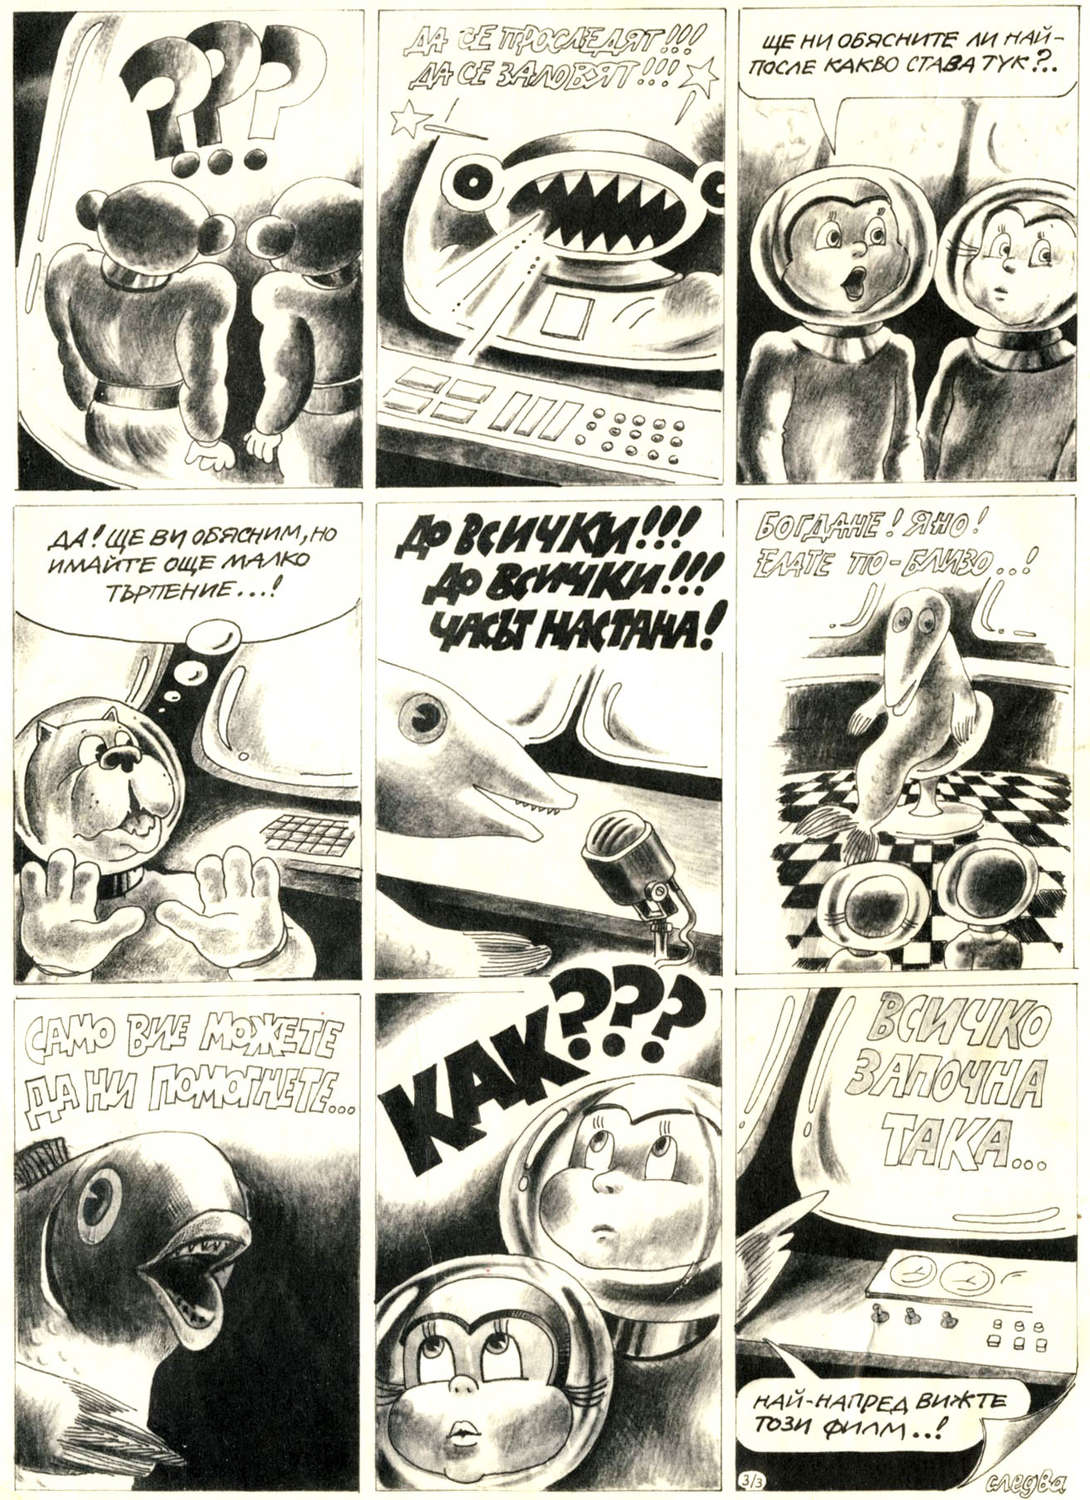 ???
ДА СЕ ПРОСЛЕДЯТ!!!
ДА СЕ ЗАЛОВЯТ!!!
ЩЕ НИ ОБЯСНИТЕ ЛИ НАЙ-
ПОСЛЕ КАКВО СТАВА ТУК?..
ДА! ЩЕ ВИ ОБЯСНИМ, НО
ИМАЙТЕ ОЩЕ МАЛКО
ТЪРПЕНИЕ...!
ДО ВСИЧКИ!!!
ДО ВСИЧКИ!!!
ЧАСЪТ НАСТАНА!
БОГДАНЕ! ЯНО!
ЕЛАТЕ ПО-БЛИЗО..!
САМО ВИЕ МОЖЕТЕ
ДА НИ ПОМОГНЕТЕ...
КАК???
ВСИЧКО
ЗАПОЧНА
ТАКА...
НАЙ-НАПРЕД ВИЖТЕ
ТОЗИ ФИЛМ..!
3/3
следва